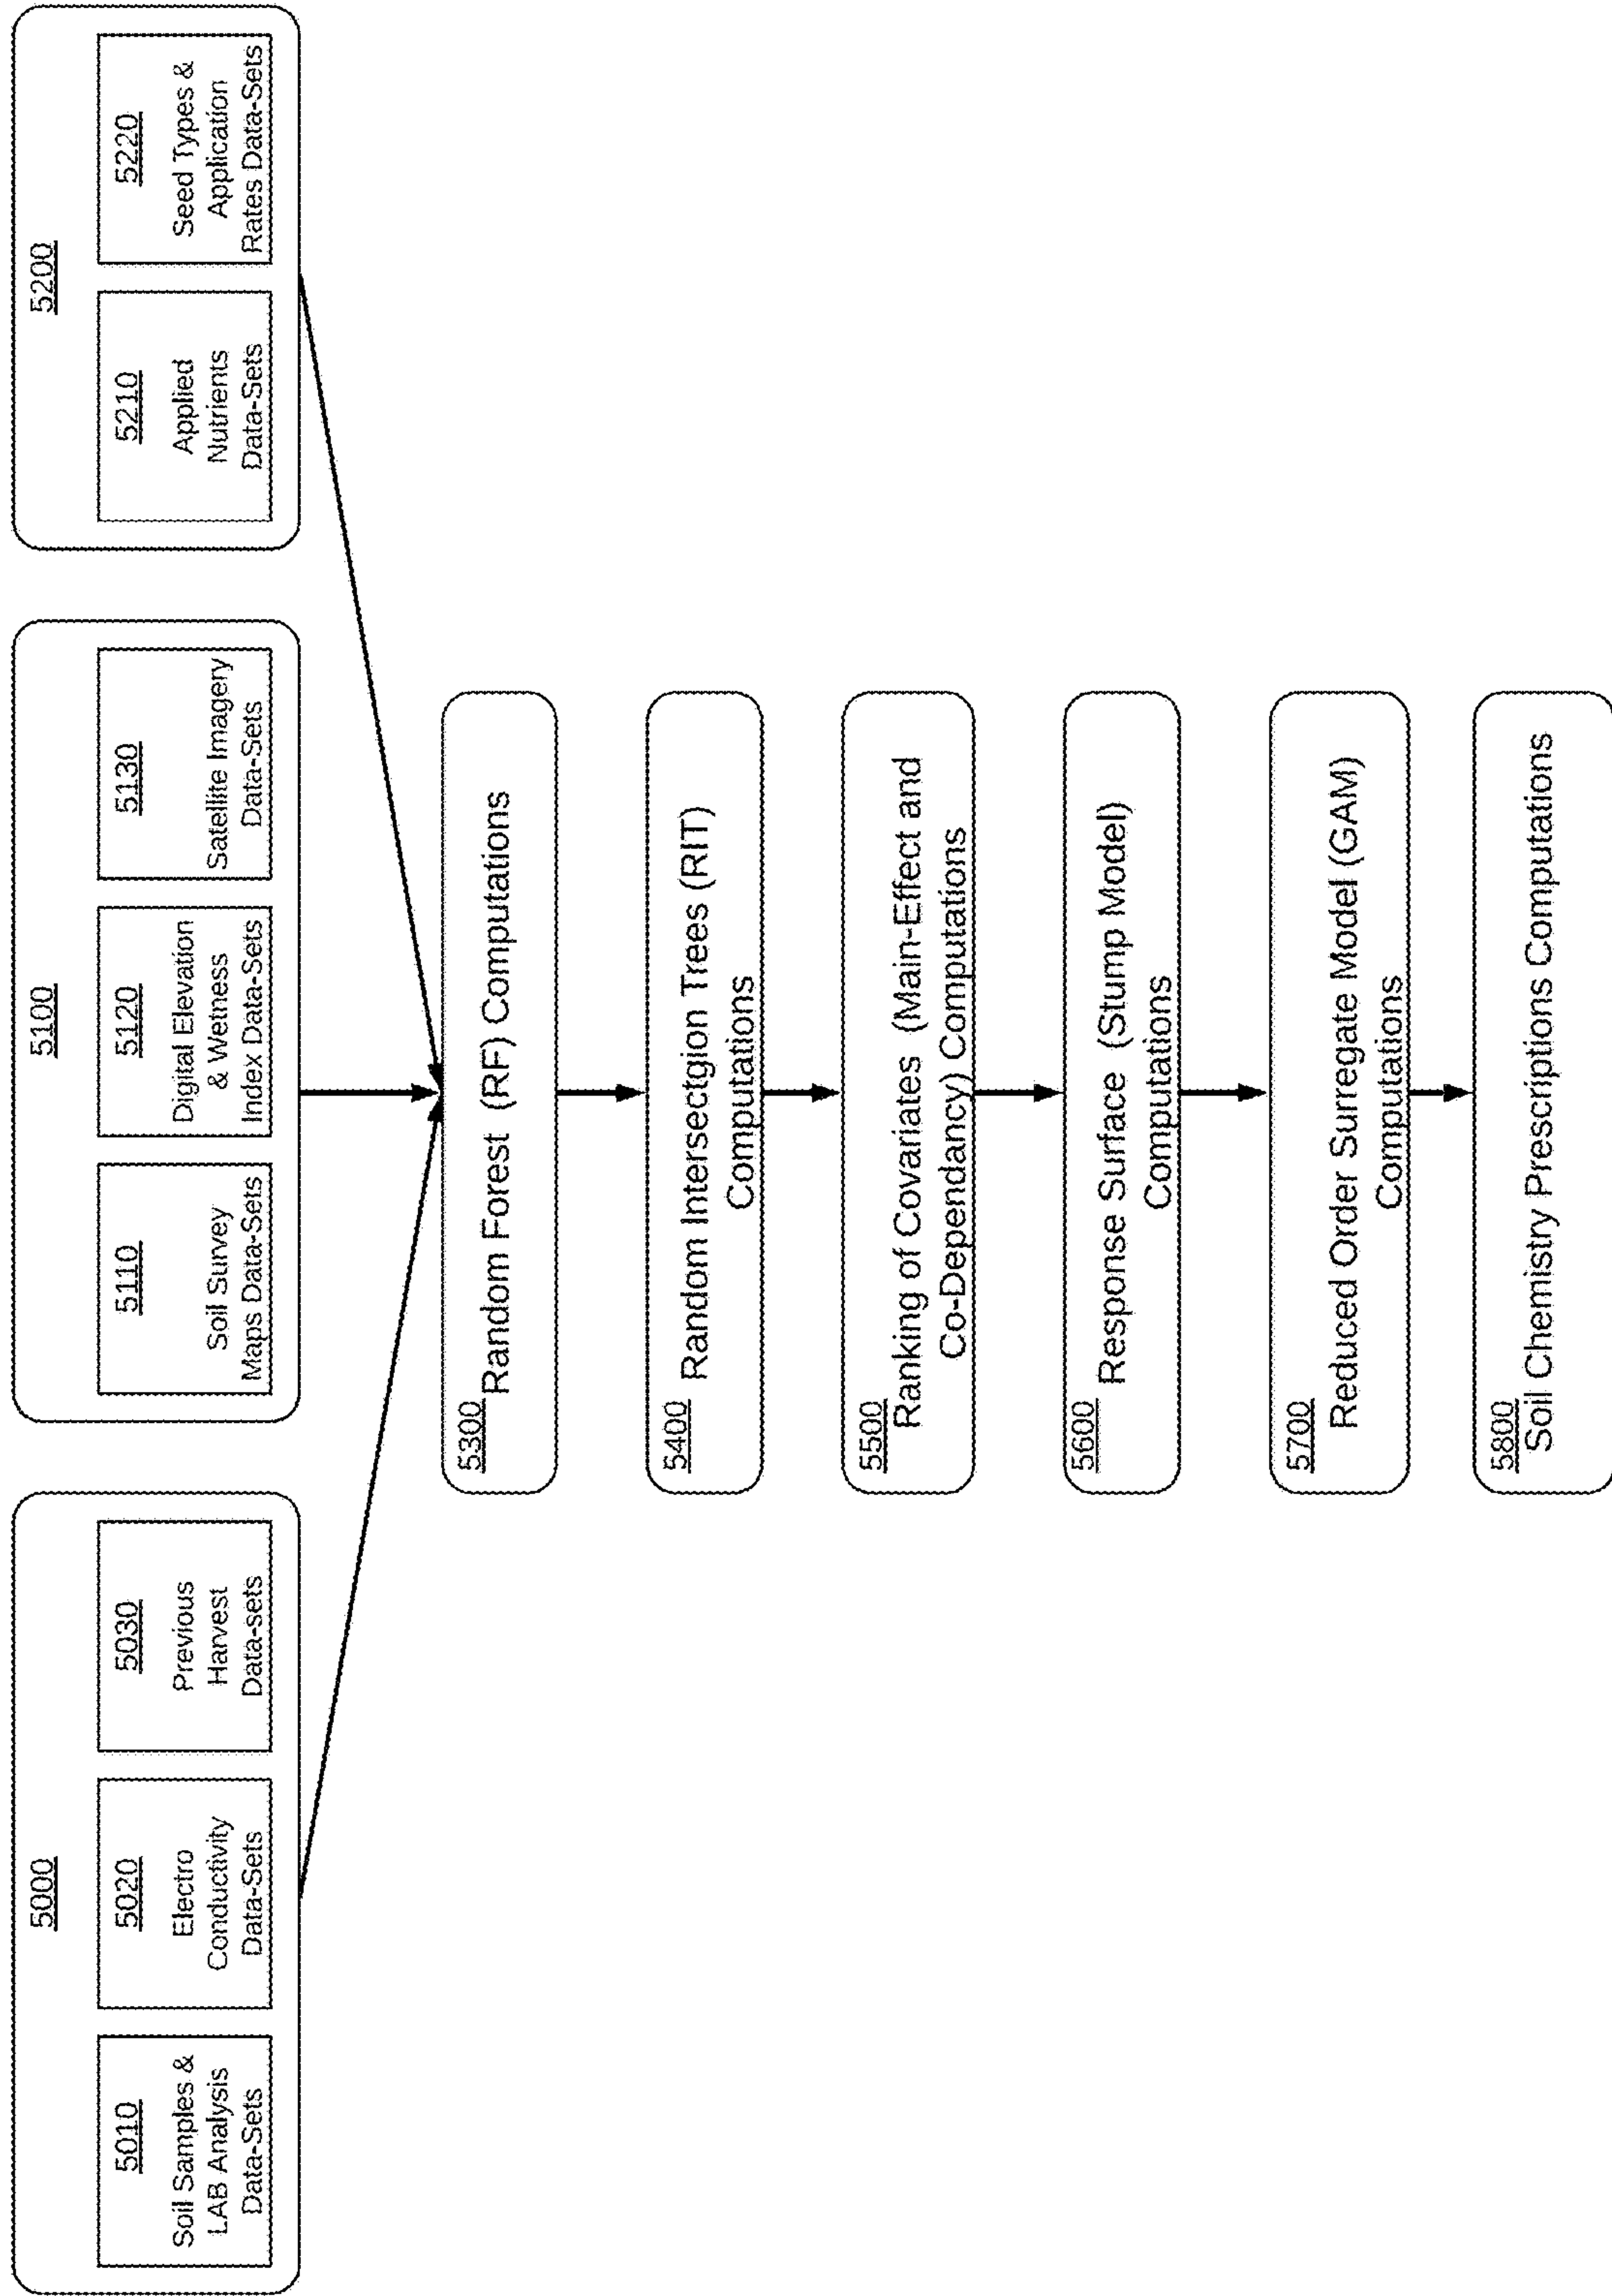 5000
5010
Soil Samples &
LAB Analysis
Data-Sets
5020
Electro
Conductivity
Data-Sets
5030
Previous
Harvest
Data-sets
5100
5110
Soil Survey
Maps Data-Sets
5120
Digital Elevation
& Wetness
Index Data-Sets
5130
Satellite Imagery
Data-Sets
5200
5210
Applied
Nutrients
Data-Sets
5220
Seed Types &
Application
Rates Data-Sets
5300
Random Forest (RF) Computations
5400
Random Intersectgion Trees (RIT)
Computations
5500
Ranking of Covariates (Main-Effect and
Co-Dependancy) Computations
5600
Response Surface (Stump Model)
Computations
5700
Reduced Order Surregate Model (GAM)
Computations
5800
Soil Chemistry Prescriptions Computations